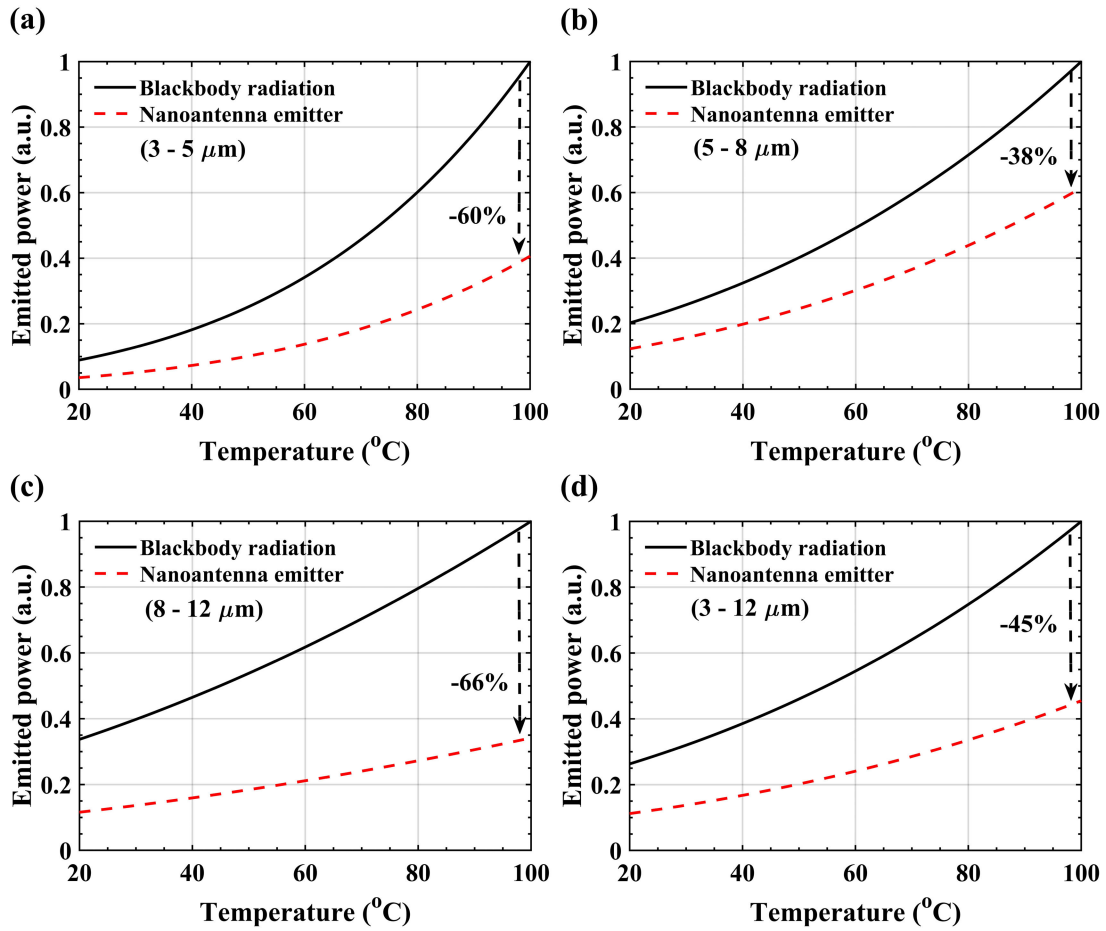 (a)
Emitted power (a.u.)
1
0.8
0.6
0.4
0.2
0
Blackbody radiation
Nanoantenna emitter
(3 - 5 μm)
-60%
20 40 60 80 100
Temperature (°C)
(b)
Emitted power (a.u.)
1
0.8
0.6
0.4
0.2
0
Blackbody radiation
Nanoantenna emitter
(5 - 8 μm)
-38%
20 40 60 80 100
Temperature (°C)
(c)
Emitted power (a.u.)
1
0.8
0.6
0.4
0.2
0
Blackbody radiation
Nanoantenna emitter
(8 - 12 μm)
-66%
20 40 60 80 100
Temperature (°C)
(d)
Emitted power (a.u.)
1
0.8
0.6
0.4
0.2
0
Blackbody radiation
Nanoantenna emitter
(3 - 12 μm)
-45%
20 40 60 80 100
Temperature (°C)